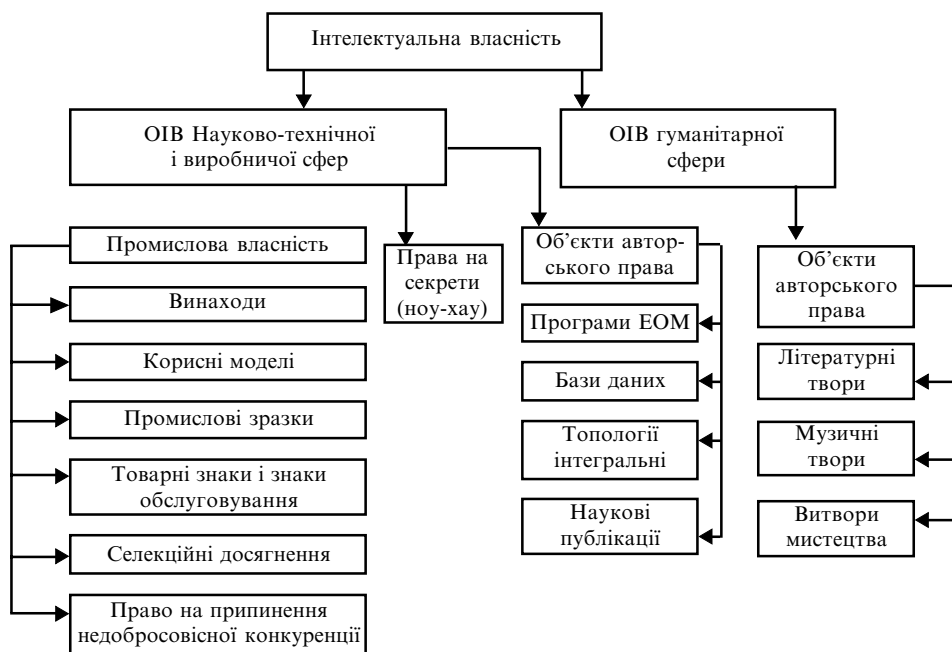 Інтелектуальна власність
ОІВ Науково-технічної
і виробничої сфер
ОІВ гуманітарної
сфери
Промислова власність
Винаходи
Корисні моделі
Промислові зразки
Товарні знаки і знаки
обслуговування
Селекційні досягнення
Право на припинення
недобросовісної конкуренції
Права на
секрети
(ноу-хау)
Об’єкти автор-
ського права
Програми ЕОМ
Бази даних
Топології
інтегральні
Наукові
публікації
Об’єкти
авторського
права
Літературні
твори
Музичні
твори
Витвори
мистецтва